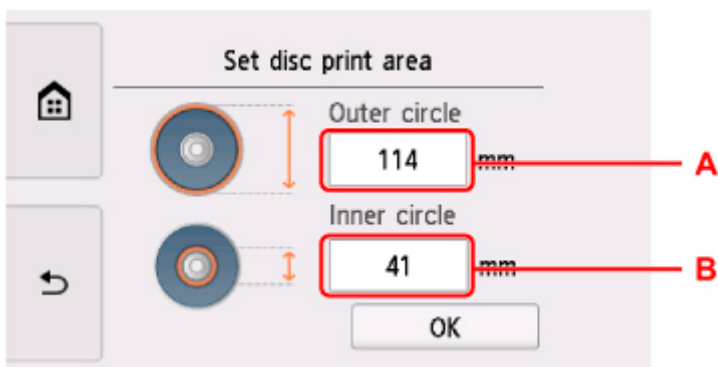 Set disc print area
Outer circle
114 mm
A
Inner circle
41 mm
B
OK